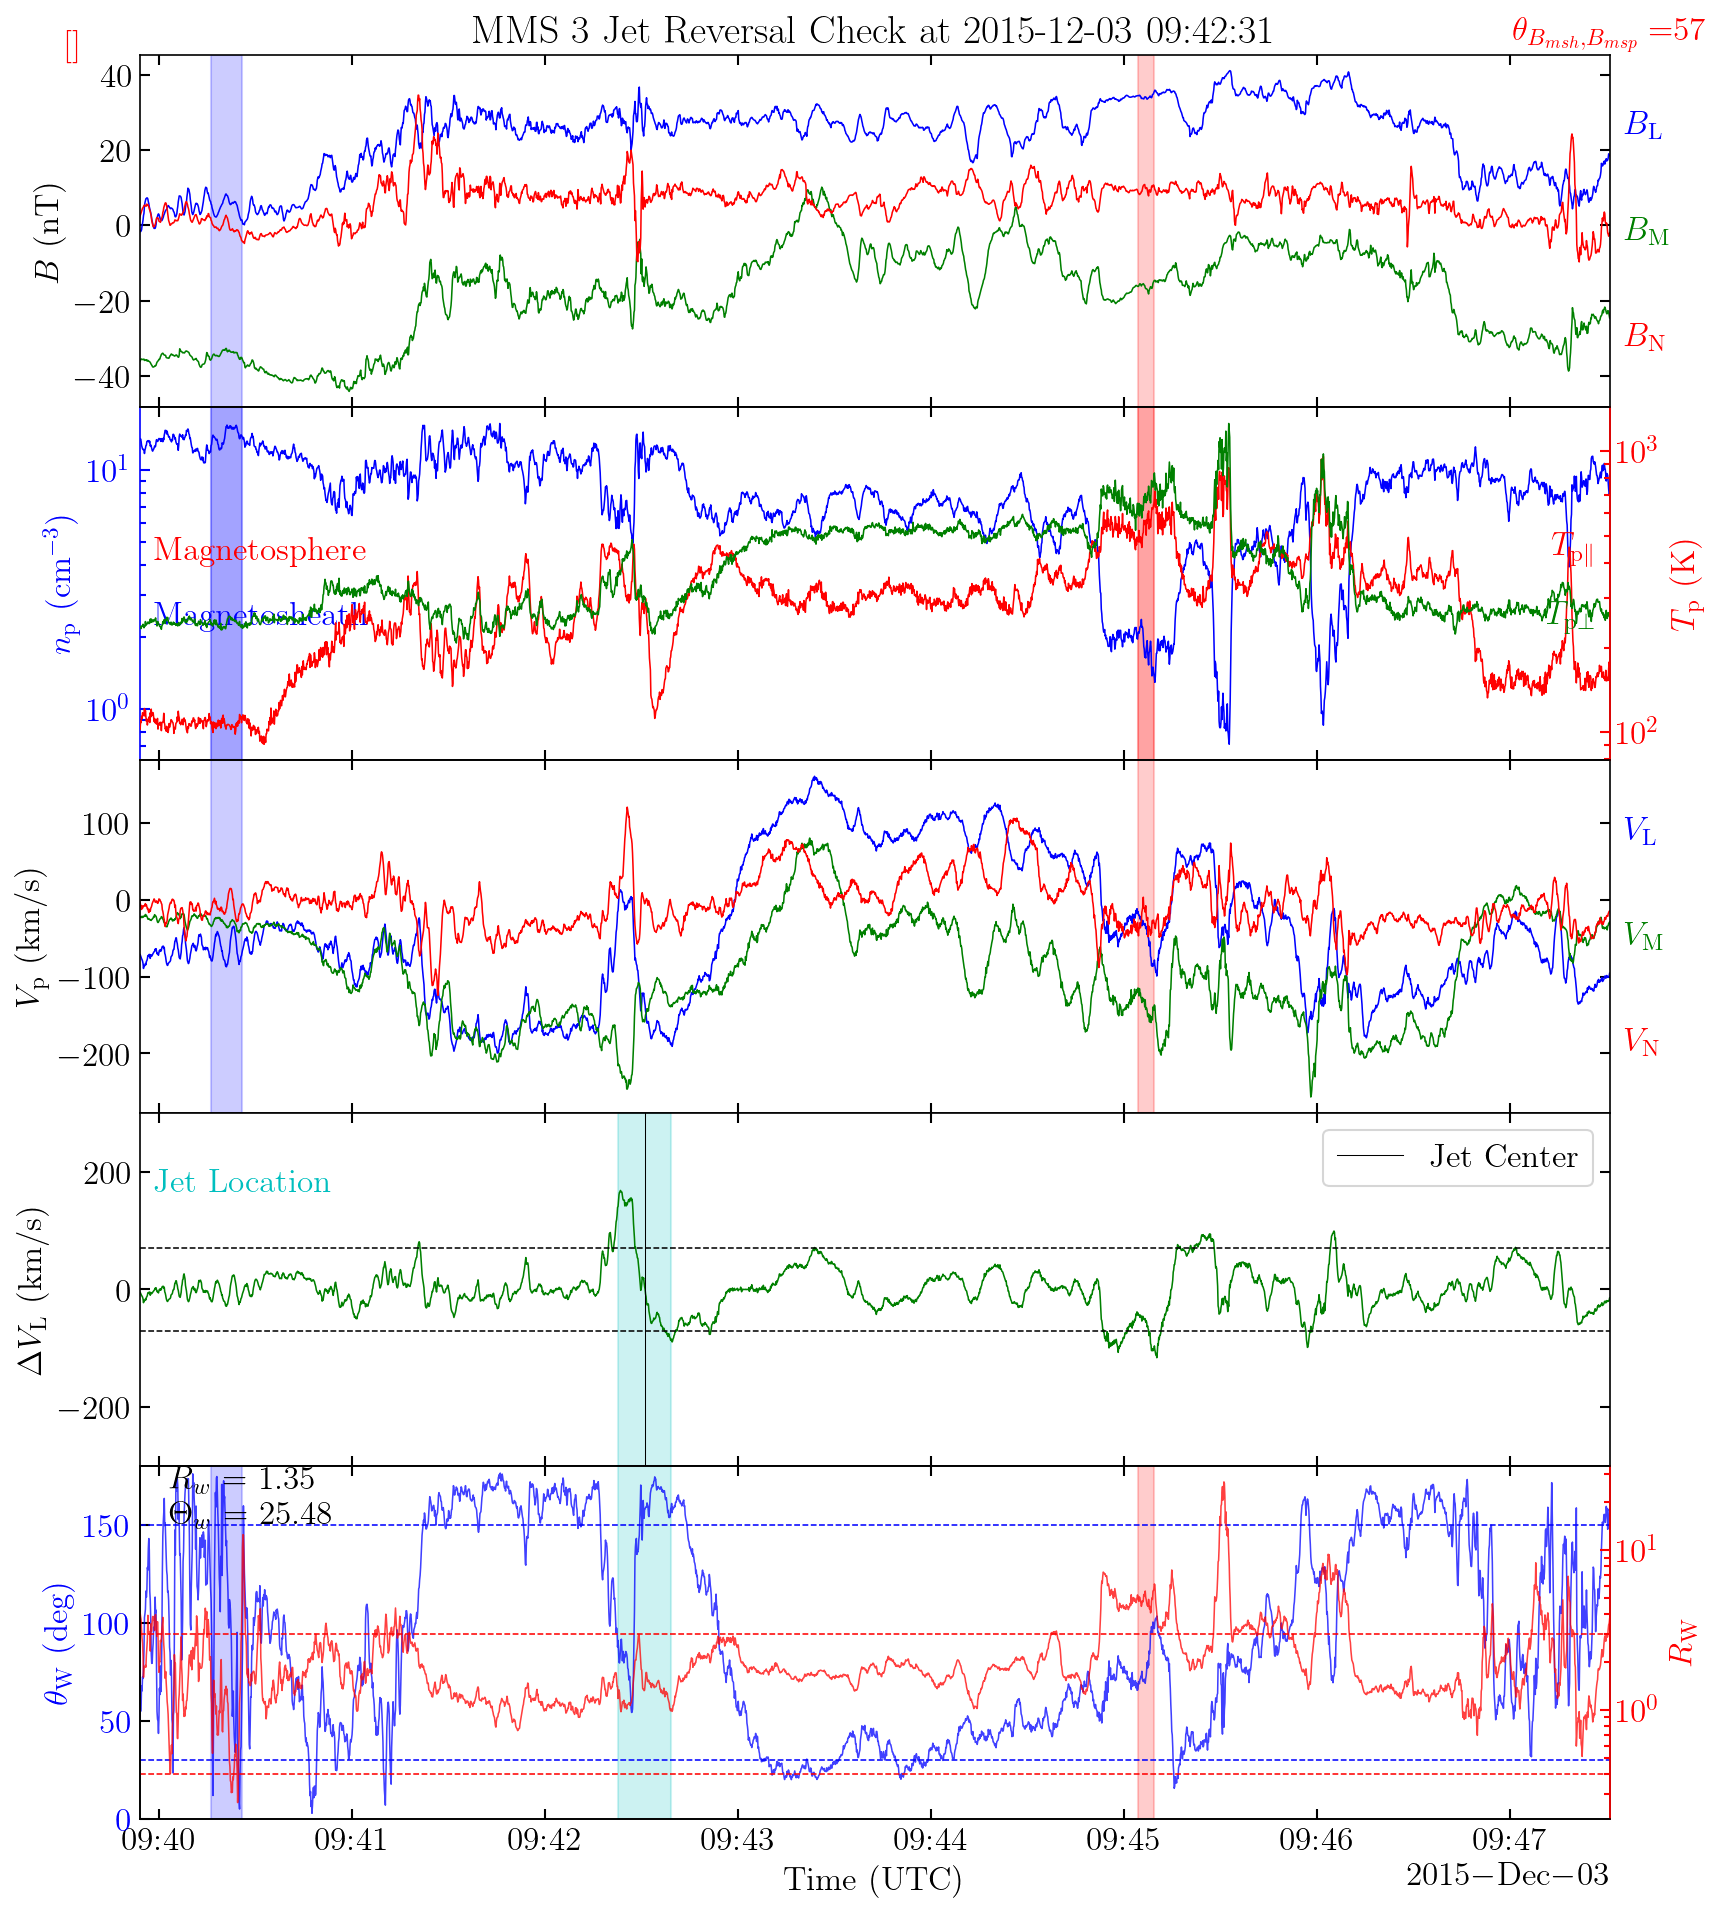 MMS 3 Jet Reversal Check at 2015-12-03 09:42:31
θ_{B_{msh},B_{msp}} =57
[]
40
20
0
−20
−40
B (nT)
B_L
B_M
B_N
10^1
10^0
n_p (cm^{−3})
Magnetosphere
Magnetosheath
T_{p∥}
T_{p⊥}
10^3
10^2
T_p (K)
100
0
−100
−200
V_p (km/s)
V_L
V_M
V_N
200
0
−200
ΔV_L (km/s)
Jet Location
Jet Center
R_w = 1.35
Θ_w = 25.48
150
100
50
0
θ_W (deg)
10^1
10^0
R_W
09:40 09:41 09:42 09:43 09:44 09:45 09:46 09:47
Time (UTC)
2015−Dec−03